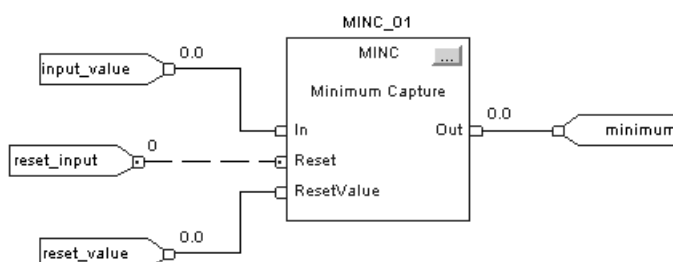 MINC_01
0.0
MINC
...
input_value
Minimum Capture
0.0
In
Out
minimum
0
reset_input
Reset
ResetValue
0.0
reset_value